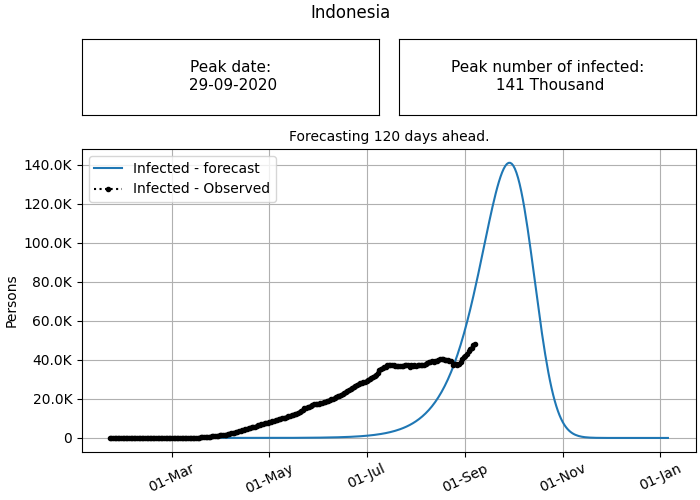 Indonesia
Peak date:
29-09-2020
Peak number of infected:
141 Thousand
Forecasting 120 days ahead.
Infected - forecast
Infected - Observed
140.0K
120.0K
100.0K
80.0K
60.0K
40.0K
20.0K
0
Persons
01-Mar
01-May
01-Jul
01-Sep
01-Nov
01-Jan